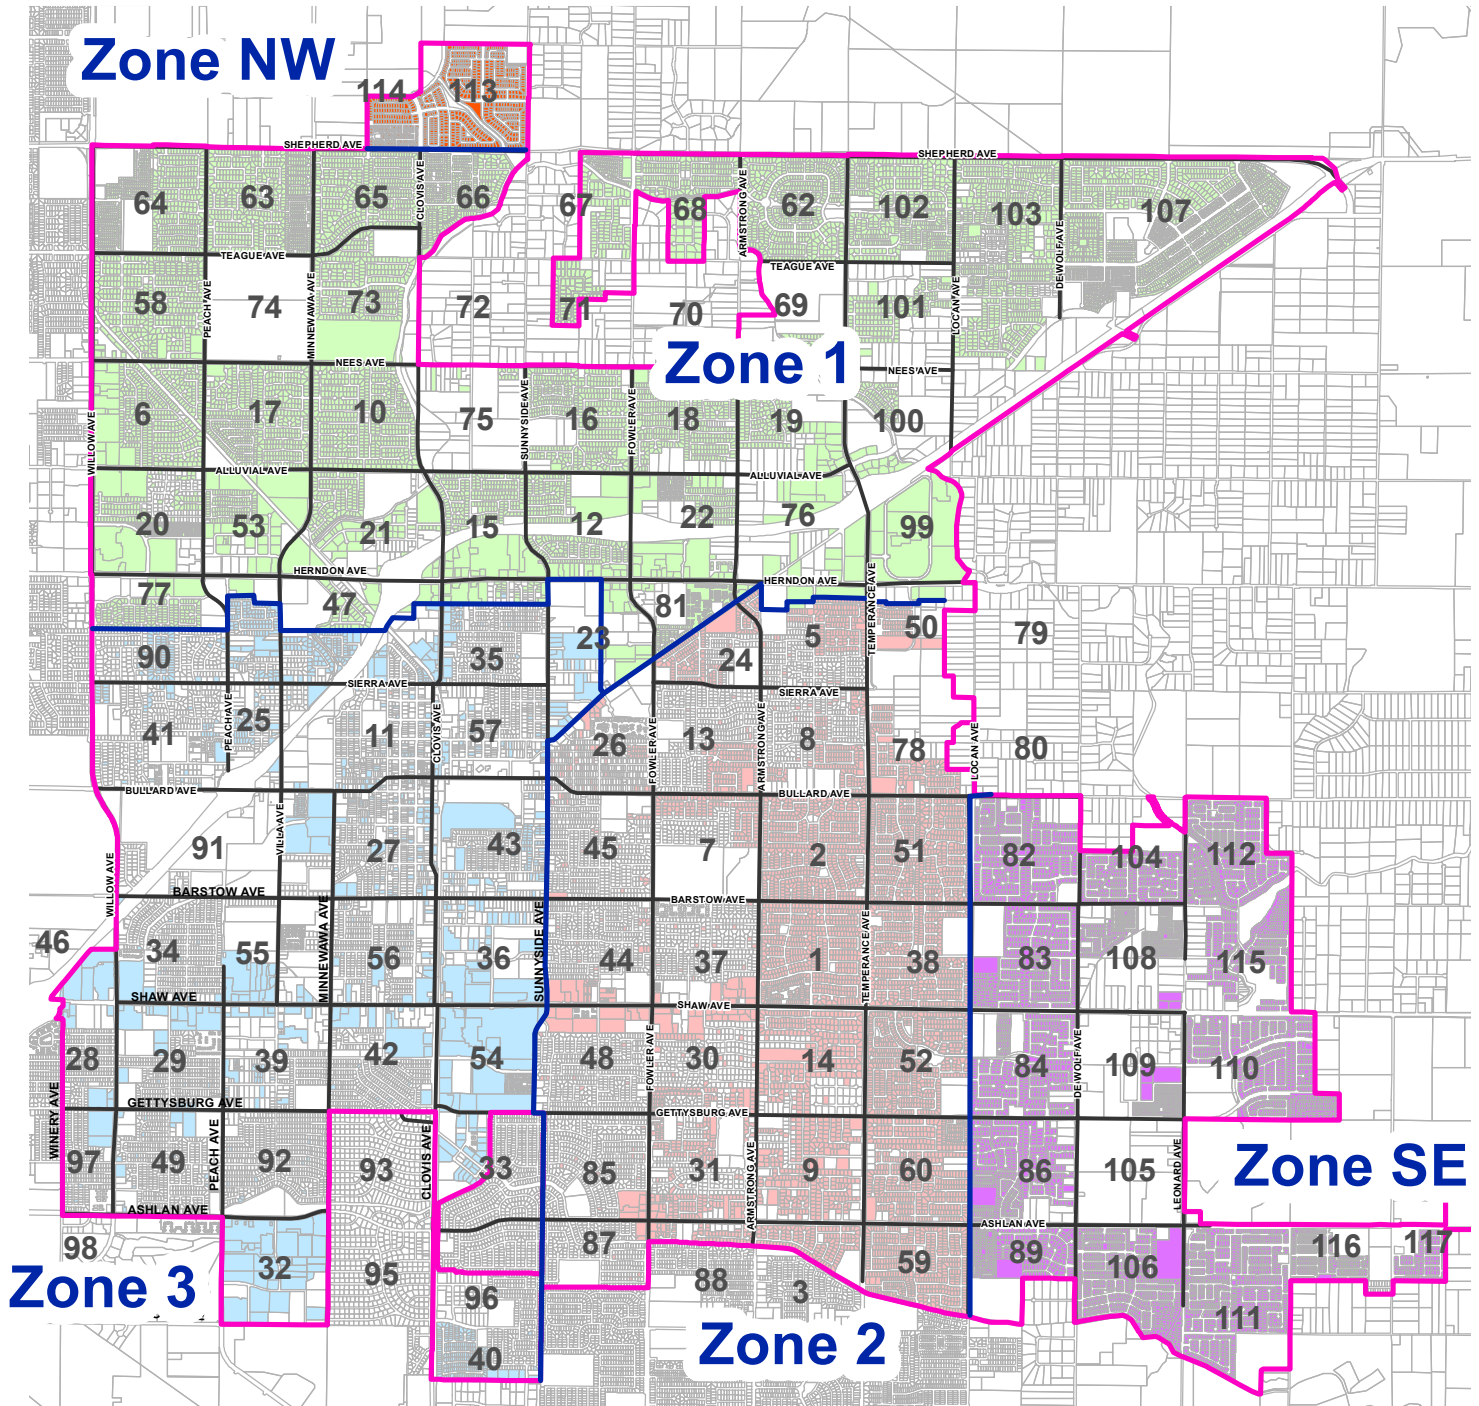 Zone NW
114
113
SHEPHERD AVE
SHEPHERD AVE
64
63
65
CLOVIS AVE
66
67
68
ARMSTRONG AVE
62
102
103
DE WOLF AVE
107
TEAGUE AVE
TEAGUE AVE
58
PEACH AVE
74
MINNEWAWA AVE
73
72
71
70
69
101
LOCAN AVE
NEES AVE
Zone 1
NEES AVE
WILLOW AVE
6
17
10
75
SUNNYSIDE AVE
16
FOWLER AVE
18
19
100
ALLUVIAL AVE
ALLUVIAL AVE
20
53
21
15
12
22
76
99
HERNDON AVE
HERNDON AVE
77
47
81
TEMPERANCE AVE
90
35
23
24
5
50
79
SIERRA AVE
SIERRA AVE
41
PEACH AVE
25
11
CLOVIS AVE
57
26
FOWLER AVE
13
ARMSTRONG AVE
8
78
LOCAN AVE
80
BULLARD AVE
BULLARD AVE
WILLOW AVE
91
VILLA AVE
27
43
45
7
2
51
82
104
112
BARSTOW AVE
BARSTOW AVE
46
34
55
MINNEWAWA AVE
56
36
SUNNYSIDE AVE
44
37
1
TEMPERANCE AVE
38
83
108
115
SHAW AVE
SHAW AVE
WINERY AVE
28
29
39
42
54
48
FOWLER AVE
30
14
52
84
DE WOLF AVE
109
110
GETTYSBURG AVE
GETTYSBURG AVE
97
49
PEACH AVE
92
93
CLOVIS AVE
33
85
31
ARMSTRONG AVE
9
60
86
105
LEONARD AVE
Zone SE
ASHLAN AVE
ASHLAN AVE
98
32
95
87
59
89
106
116
117
Zone 3
96
88
3
111
40
Zone 2